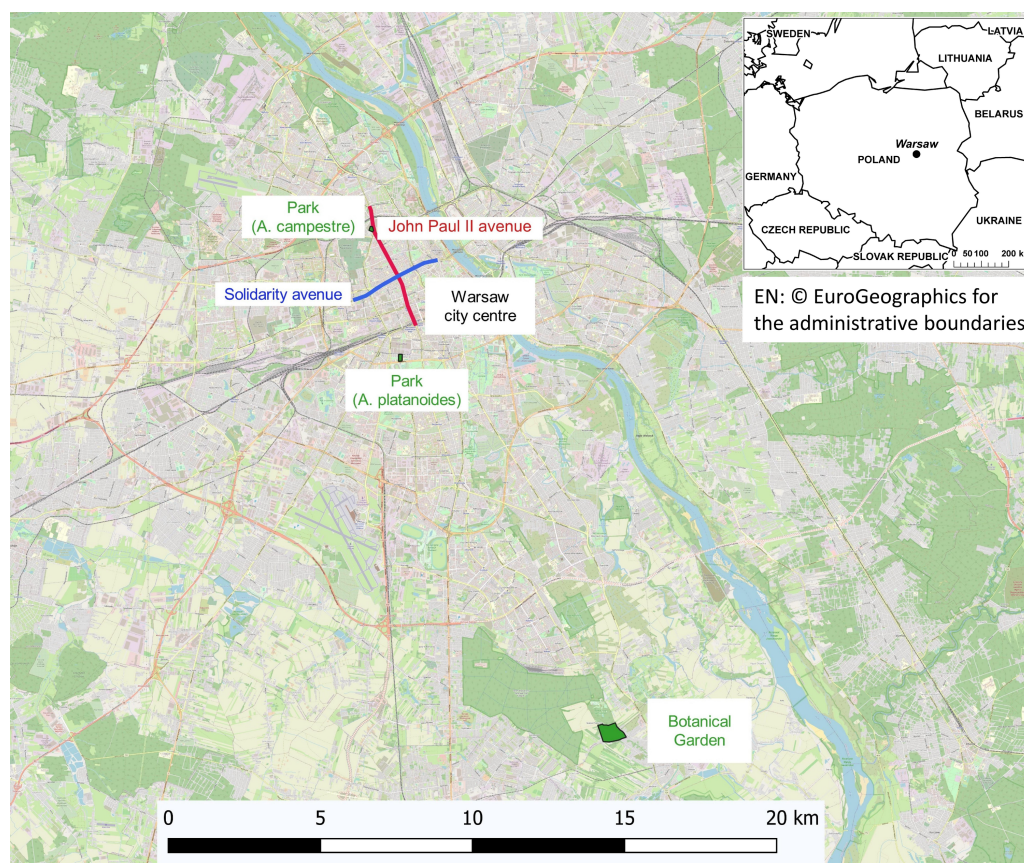 SWEDEN
LATVIA
LITHUANIA
BELARUS
Warsaw
POLAND
GERMANY
UKRAINE
CZECH REPUBLIC
SLOVAK REPUBLIC
0 50 100 200 k
EN: © EuroGeographics for
the administrative boundaries
Park
(A. campestre)
John Paul II avenue
Solidarity avenue
Warsaw
city centre
Park
(A. platanoides)
Botanical
Garden
0 5 10 15 20 km